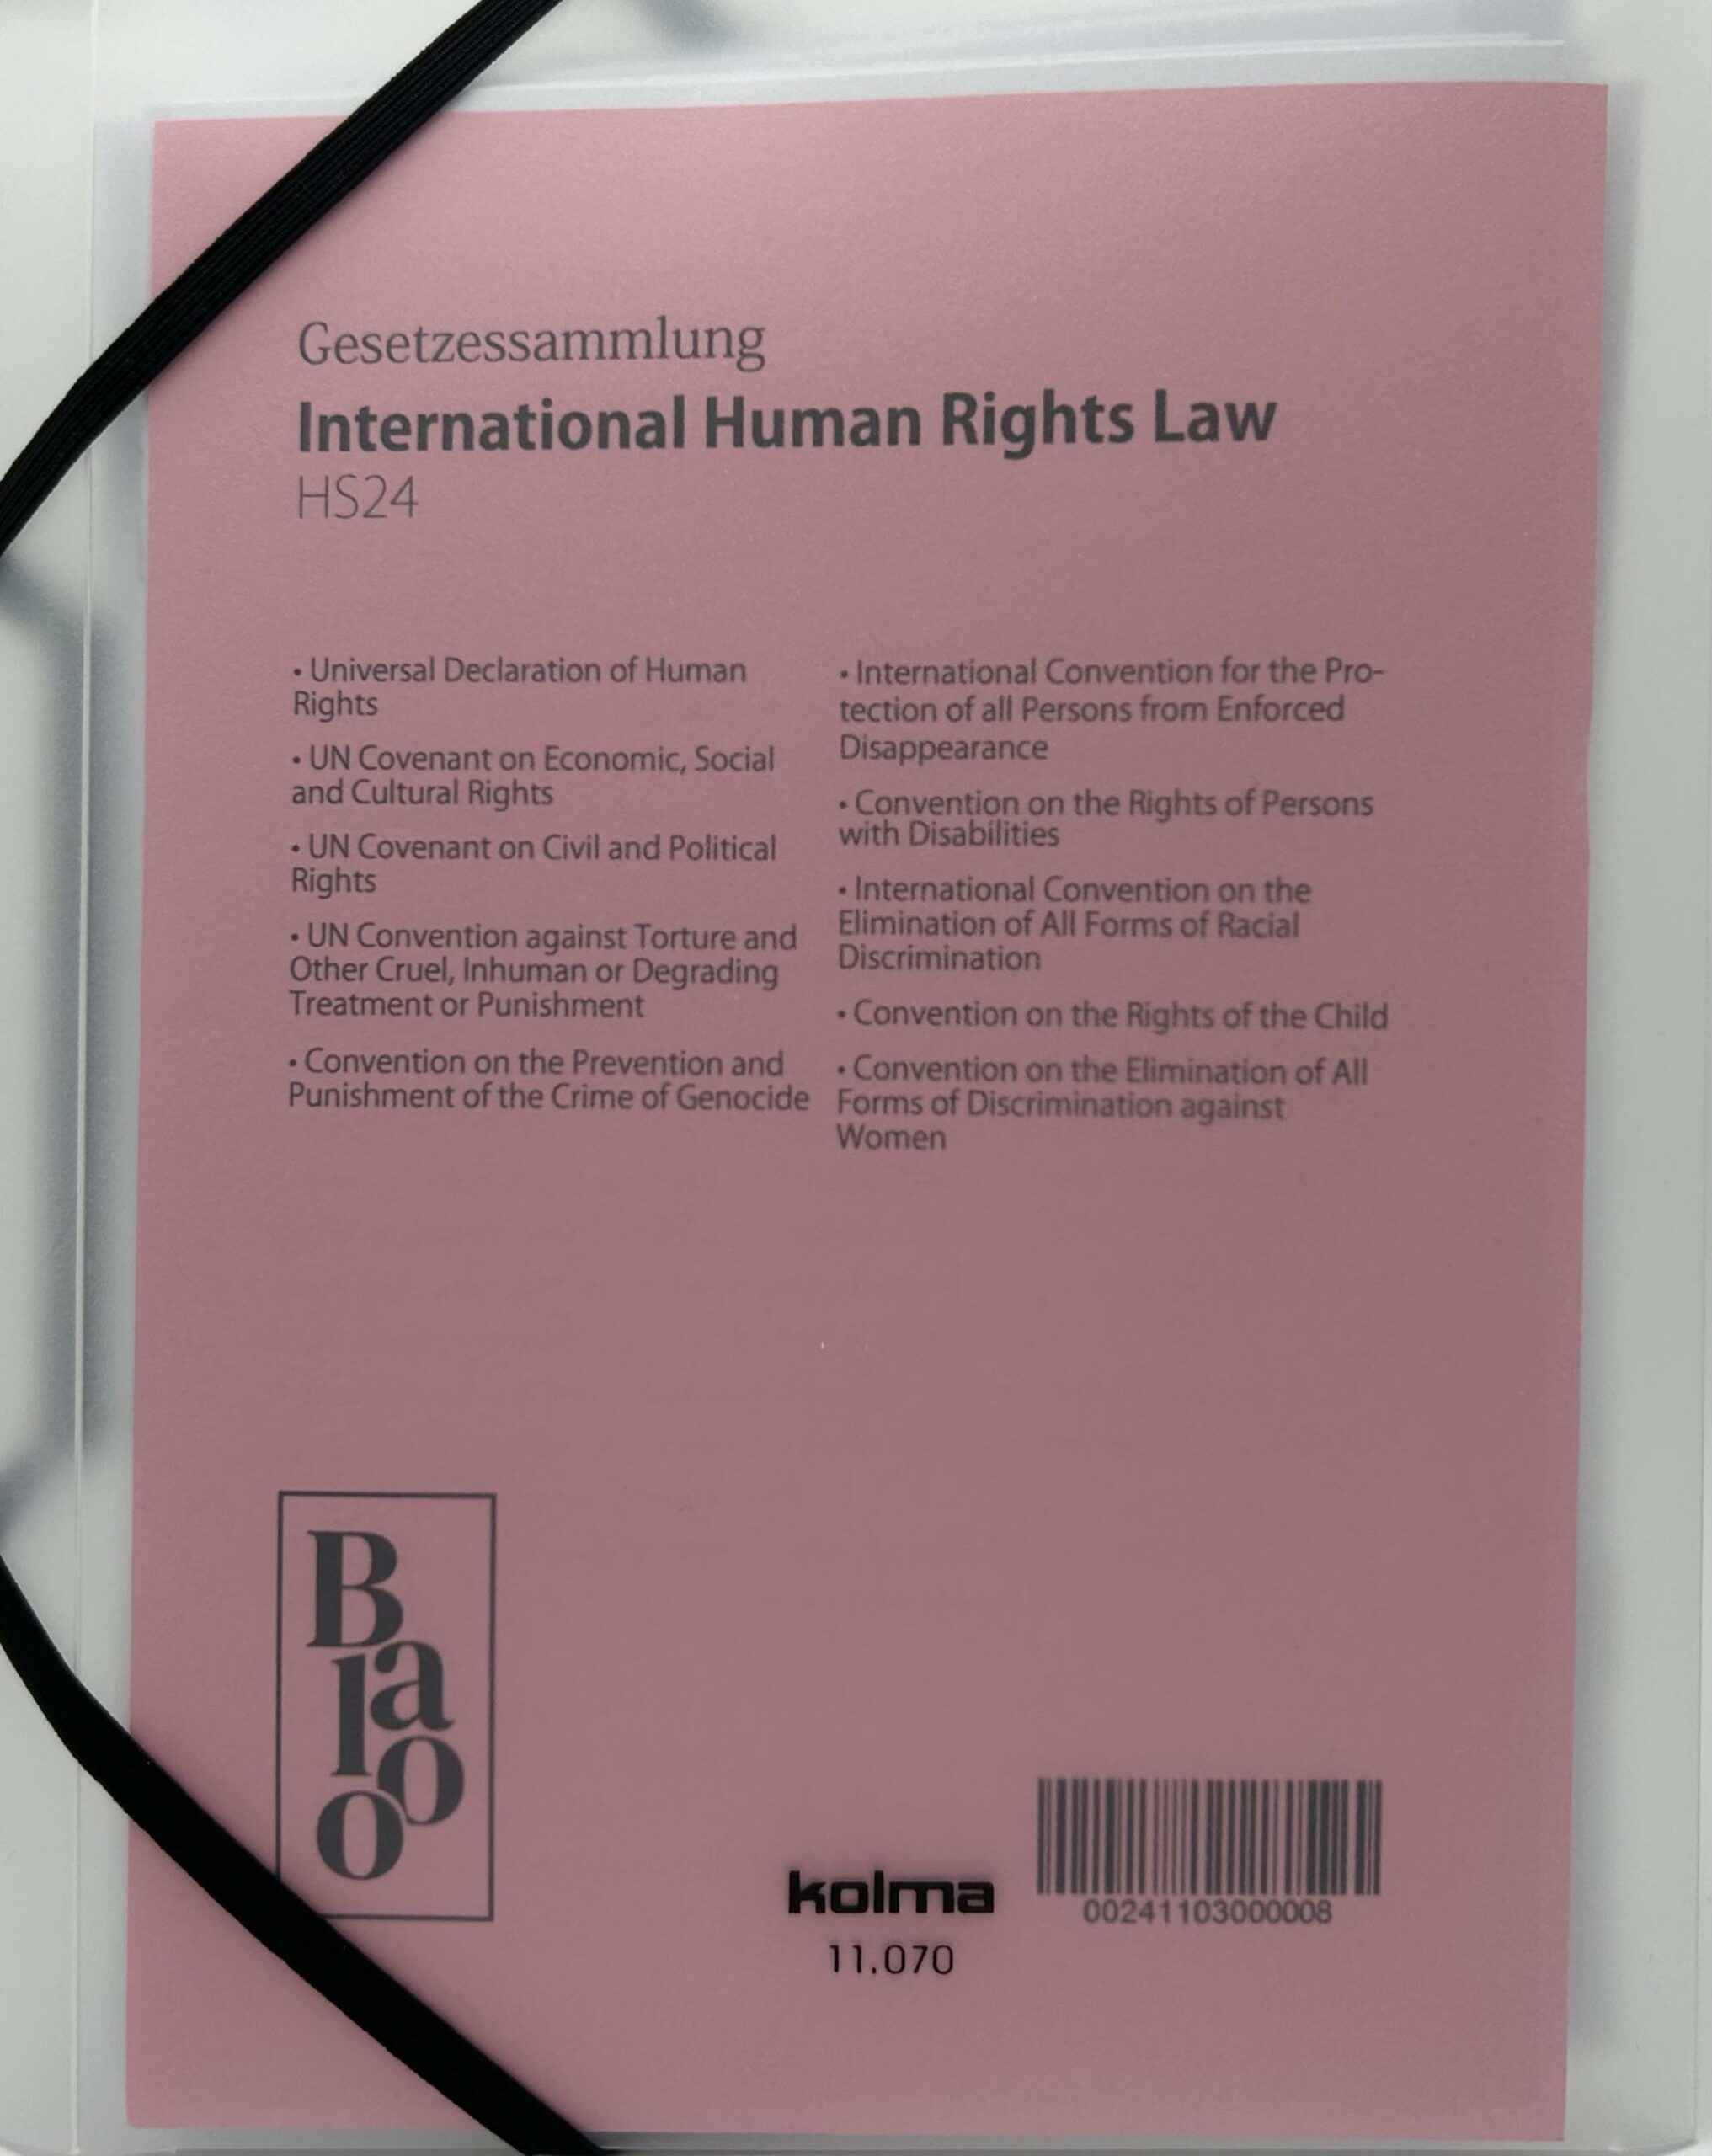 Gesetzessammlung
International Human Rights Law
HS24
• Universal Declaration of Human
Rights
• UN Covenant on Economic, Social
and Cultural Rights
• UN Covenant on Civil and Political
Rights
• UN Convention against Torture and
Other Cruel, Inhuman or Degrading
Treatment or Punishment
• Convention on the Prevention and
Punishment of the Crime of Genocide
• International Convention for the Pro-
tection of all Persons from Enforced
Disappearance
• Convention on the Rights of Persons
with Disabilities
• International Convention on the
Elimination of All Forms of Racial
Discrimination
• Convention on the Rights of the Child
• Convention on the Elimination of All
Forms of Discrimination against
Women
B
la
o
o
kolma
11.070
00241103000008